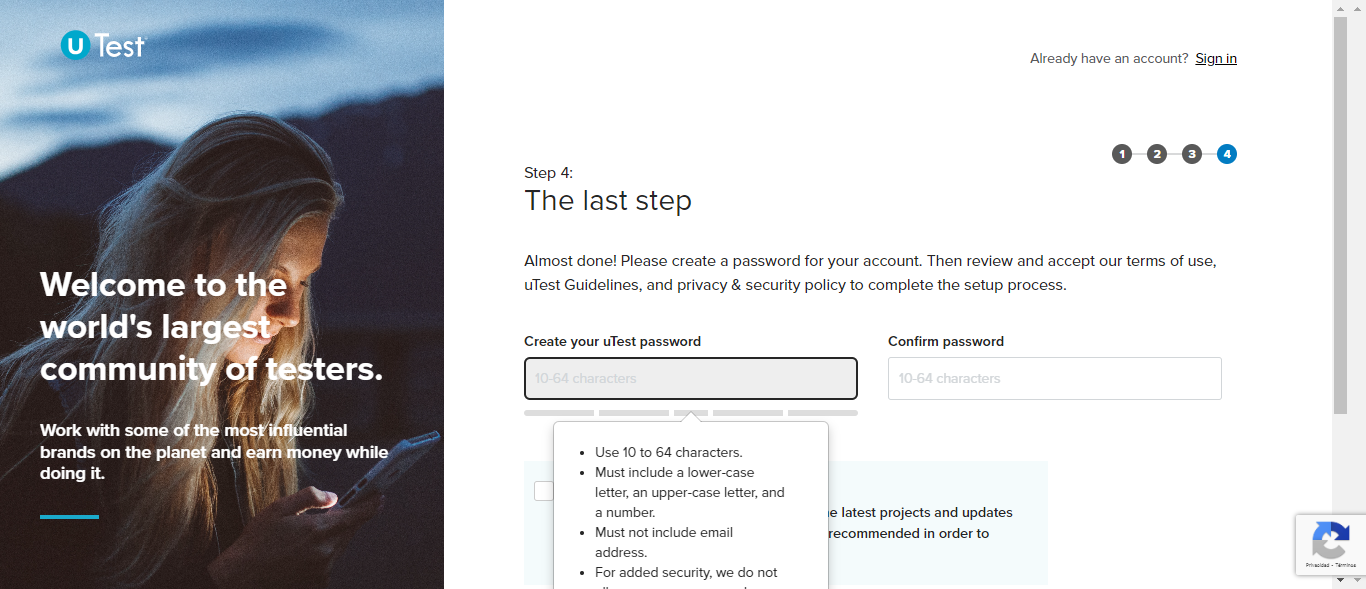 uTest
Already have an account? Sign in
1 2 3 4
Step 4:
The last step
Almost done! Please create a password for your account. Then review and accept our terms of use,
uTest Guidelines, and privacy & security policy to complete the setup process.
Welcome to the
world's largest
community of testers.
Work with some of the most influential
brands on the planet and earn money while
doing it.
Create your uTest password
Confirm password
10-64 characters
10-64 characters
• Use 10 to 64 characters.
• Must include a lower-case
letter, an upper-case letter, and
a number.
• Must not include email
address.
• For added security, we do not
latest projects and updates
recommended in order to
Privacidad - Términos